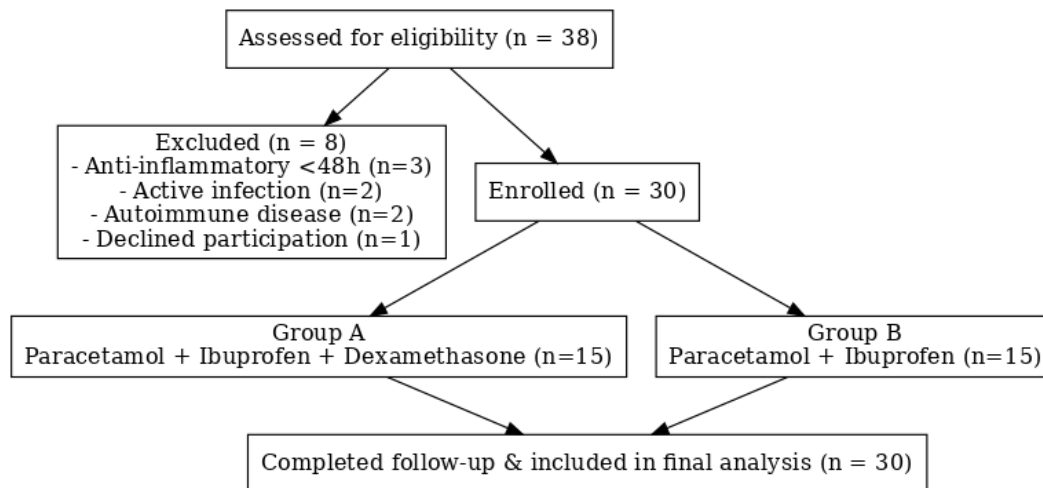 Assessed for eligibility (n = 38)
Excluded (n = 8)
- Anti-inflammatory <48h (n=3)
- Active infection (n=2)
- Autoimmune disease (n=2)
- Declined participation (n=1)
Enrolled (n = 30)
Group A
Paracetamol + Ibuprofen + Dexamethasone (n=15)
Group B
Paracetamol + Ibuprofen (n=15)
Completed follow-up & included in final analysis (n = 30)